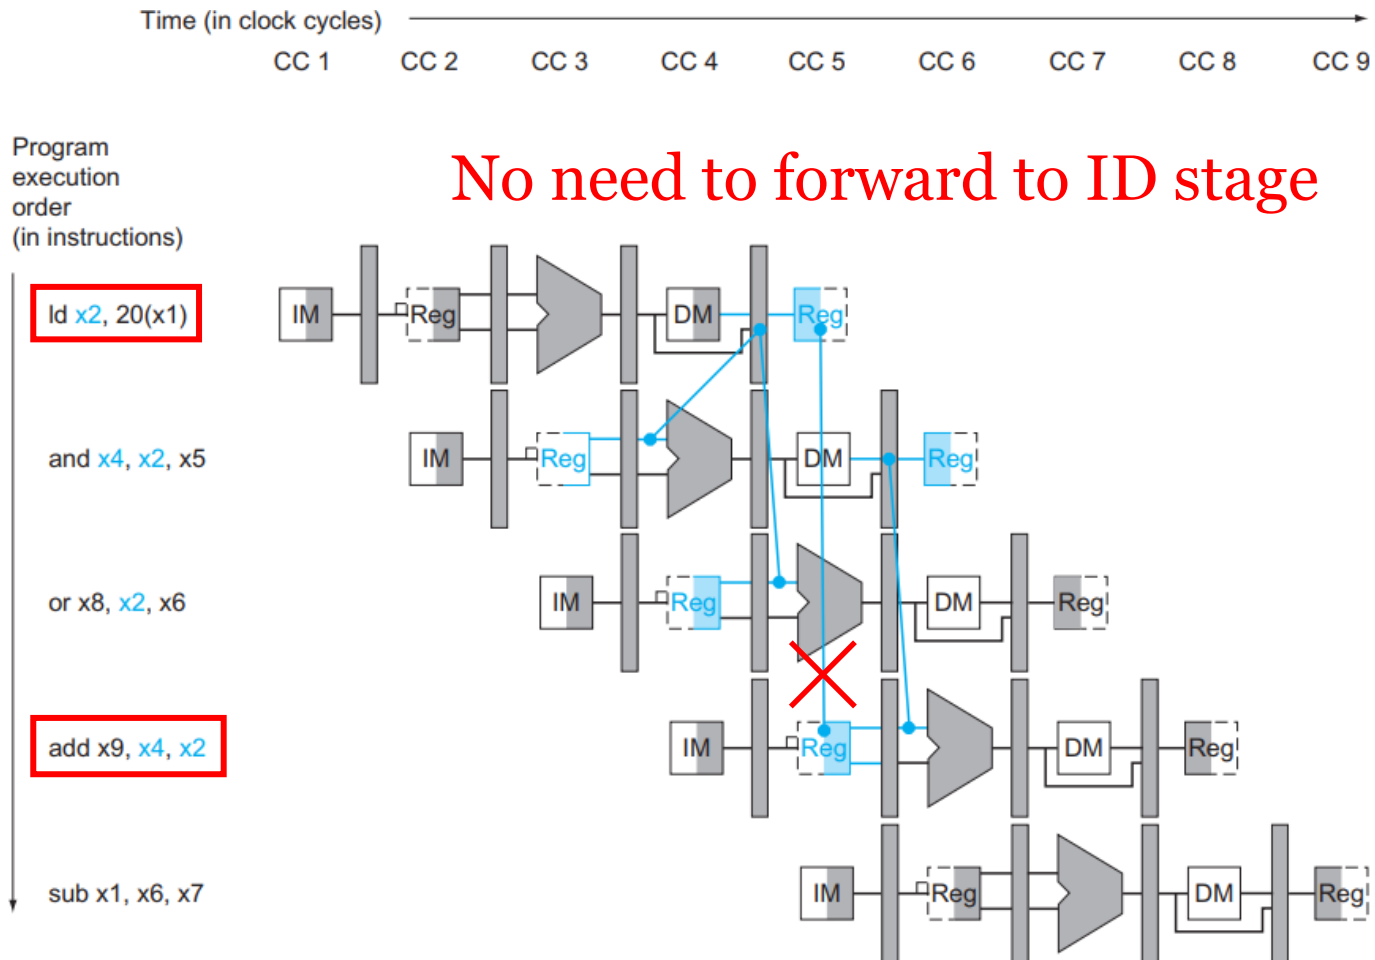 Time (in clock cycles)
CC 1 CC 2 CC 3 CC 4 CC 5 CC 6 CC 7 CC 8 CC 9
Program
execution
order
(in instructions)
No need to forward to ID stage
ld x2, 20(x1)
IM Reg DM Reg
and x4, x2, x5
IM Reg DM Reg
or x8, x2, x6
IM Reg DM Reg
add x9, x4, x2
IM Reg DM Reg
sub x1, x6, x7
IM Reg DM Reg